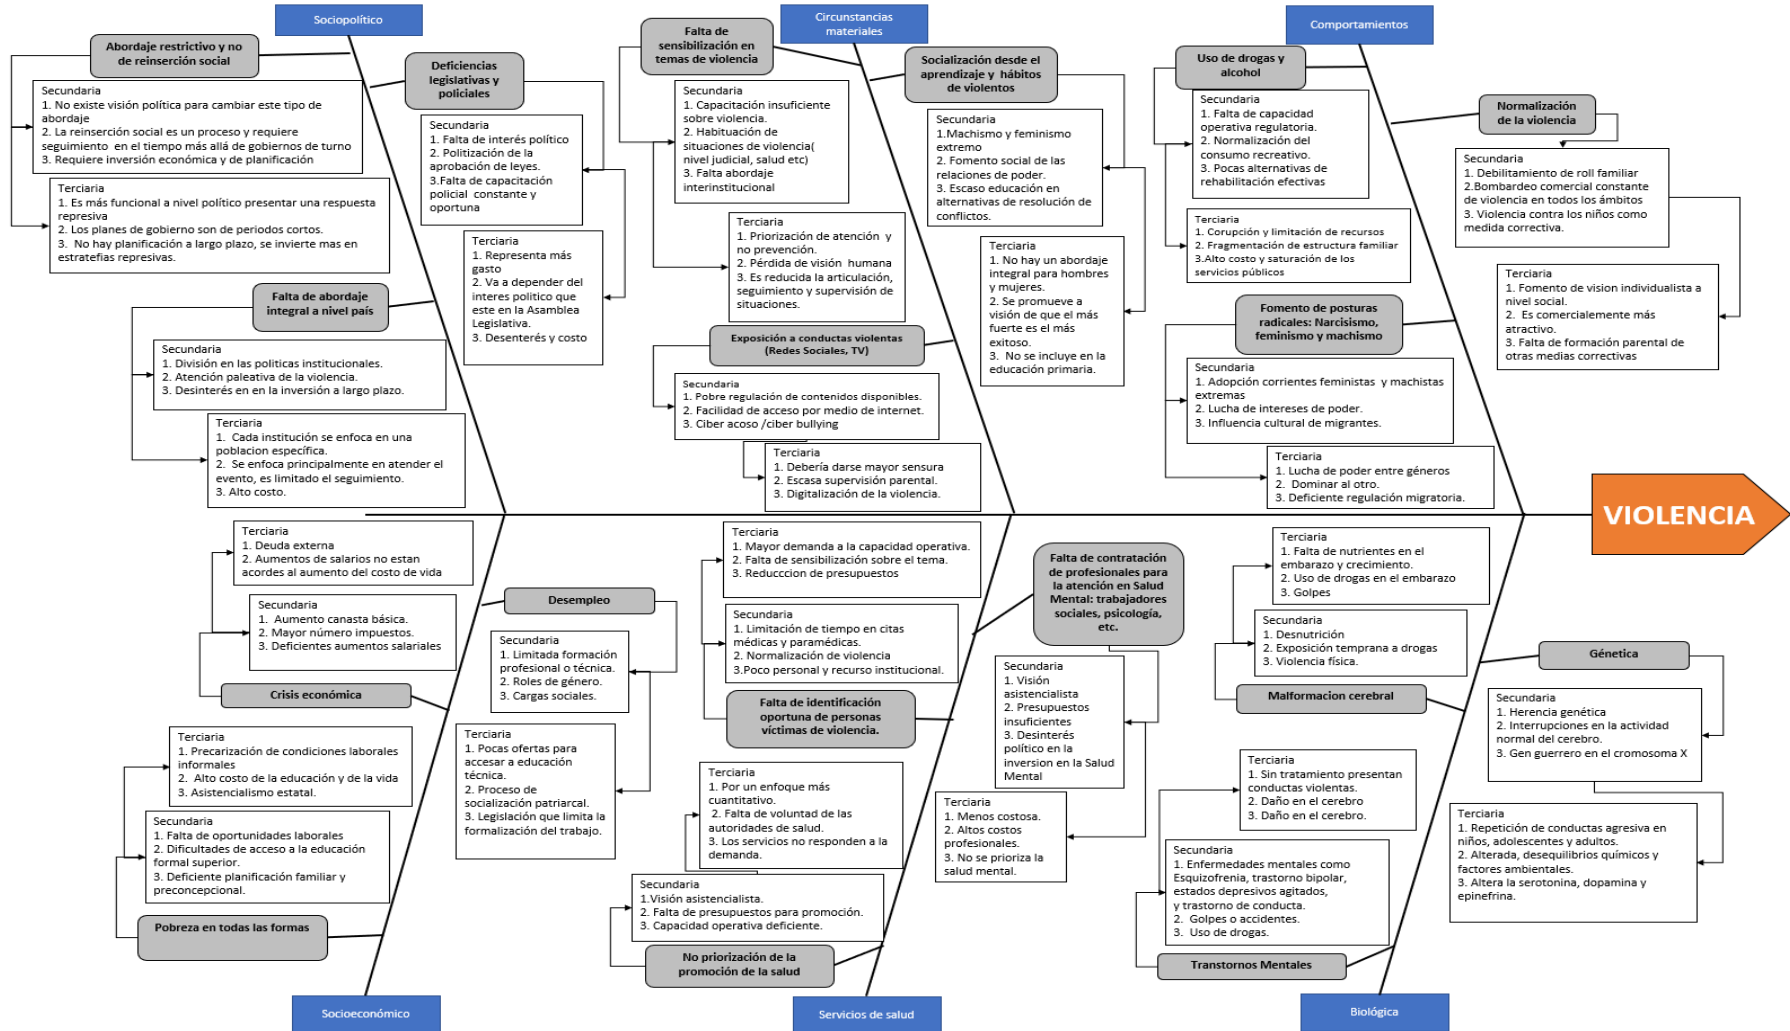 Sociopolítico
Abordaje restrictivo y no
de reinserción social
Secundaria
1. No existe visión política para cambiar este tipo de
abordaje
2. La reinserción social es un proceso y requiere
seguimiento en el tiempo más allá de gobiernos de turno
3. Requiere inversión económica y de planificación
Terciaria
1. Es más funcional a nivel político presentar una respuesta
represiva
2. Los planes de gobierno son de periodos cortos.
3. No hay planificación a largo plazo, se invierte mas en
estratefias represivas.
Deficiencias
legislativas y
policiales
Secundaria
1. Falta de interés político
2. Politización de la
aprobación de leyes.
3.Falta de capacitación
policial constante y
oportuna
Terciaria
1. Representa más
gasto
2. Va a depender del
interes politico que
este en la Asamblea
Legislativa.
3. Desenterés y costo
Falta de abordaje
integral a nivel país
Secundaria
1. División en las politicas institucionales.
2. Atención paleativa de la violencia.
3. Desinterés en en la inversión a largo plazo.
Terciaria
1. Cada institución se enfoca en una
poblacion específica.
2. Se enfoca principalmente en atender el
evento, es limitado el seguimiento.
3. Alto costo.
Circunstancias
materiales
Falta de
sensibilización en
temas de violencia
Secundaria
1. Capacitación insuficiente
sobre violencia.
2. Habituación de
situaciones de violencia(
nivel judicial, salud etc)
3. Falta abordaje
interinstitucional
Terciaria
1. Priorización de atención y
no prevención.
2. Pérdida de visión humana
3. Es reducida la articulación,
seguimiento y supervisión de
situaciones.
Socialización desde el
aprendizaje y hábitos
de violentos
Secundaria
1.Machismo y feminismo
extremo
2. Fomento social de las
relaciones de poder.
3. Escaso educación en
alternativas de resolución de
conflictos.
Terciaria
1. No hay un abordaje
integral para hombres
y mujeres.
2. Se promueve a
visión de que el más
fuerte es el más
exitoso.
3. No se incluye en la
educación primaria.
Exposición a conductas violentas
(Redes Sociales, TV)
Secundaria
1. Pobre regulación de contenidos disponibles.
2. Facilidad de acceso por medio de internet.
3. Ciber acoso /ciber bullying
Terciaria
1. Debería darse mayor sensura
2. Escasa supervisión parental.
3. Digitalización de la violencia.
Comportamientos
Uso de drogas y
alcohol
Secundaria
1. Falta de capacidad
operativa regulatoria.
2. Normalización del
consumo recreativo.
3. Pocas alternativas de
rehabilitación efectivas
Terciaria
1. Corupción y limitación de recursos
2. Fragmentación de estructura familiar
3.Alto costo y saturación de los
servicios públicos
Normalización
de la violencia
Secundaria
1. Debilitamiento de roll familiar
2.Bombardeo comercial constante
de violencia en todos los ámbitos
3. Violencia contra los niños como
medida correctiva.
Terciaria
1. Fomento de vision individualista a
nivel social.
2. Es comercialemente más
atractivo.
3. Falta de formación parental de
otras medias correctivas
Fomento de posturas
radicales: Narcisismo,
feminismo y machismo
Secundaria
1. Adopción corrientes feministas y machistas
extremas
2. Lucha de intereses de poder.
3. Influencia cultural de migrantes.
Terciaria
1. Lucha de poder entre géneros
2. Dominar al otro.
3. Deficiente regulación migratoria.
VIOLENCIA
Terciaria
1. Deuda externa
2. Aumentos de salarios no estan
acordes al aumento del costo de vida
Secundaria
1. Aumento canasta básica.
2. Mayor número impuestos.
3. Deficientes aumentos salariales
Crisis económica
Desempleo
Secundaria
1. Limitada formación
profesional o técnica.
2. Roles de género.
3. Cargas sociales.
Terciaria
1. Pocas ofertas para
accesar a educación
técnica.
2. Proceso de
socialización patriarcal.
3. Legislación que limita la
formalización del trabajo.
Terciaria
1. Precarización de condiciones laborales
informales
2. Alto costo de la educación y de la vida
3. Asistencialismo estatal.
Secundaria
1. Falta de oportunidades laborales
2. Dificultades de acceso a la educación
formal superior.
3. Deficiente planificación familiar y
preconcepcional.
Pobreza en todas las formas
Socioeconómico
Terciaria
1. Mayor demanda a la capacidad operativa.
2. Falta de sensibilización sobre el tema.
3. Reducccion de presupuestos
Secundaria
1. Limitación de tiempo en citas
médicas y paramédicas.
2. Normalización de violencia
3.Poco personal y recurso institucional.
Falta de identificación
oportuna de personas
víctimas de violencia.
Falta de contratación
de profesionales para
la atención en Salud
Mental: trabajadores
sociales, psicología,
etc.
Secundaria
1. Visión
asistencialista
2. Presupuestos
insuficientes
3. Desinterés
político en la
inversion en la Salud
Mental
Terciaria
1. Menos costosa.
2. Altos costos
profesionales.
3. No se prioriza la
salud mental.
Terciaria
1. Por un enfoque más
cuantitativo.
2. Falta de voluntad de las
autoridades de salud.
3. Los servicios no responden a la
demanda.
Secundaria
1.Visión asistencialista.
2. Falta de presupuestos para promoción.
3. Capacidad operativa deficiente.
No priorización de la
promoción de la salud
Servicios de salud
Terciaria
1. Falta de nutrientes en el
embarazo y crecimiento.
2. Uso de drogas en el embarazo
3. Golpes
Secundaria
1. Desnutrición
2. Exposición temprana a drogas
3. Violencia física.
Malformacion cerebral
Génetica
Secundaria
1. Herencia genética
2. Interrupciones en la actividad
normal del cerebro.
3. Gen guerrero en el cromosoma X
Terciaria
1. Repetición de conductas agresiva en
niños, adolescentes y adultos.
2. Alterada, desequilibrios químicos y
factores ambientales.
3. Altera la serotonina, dopamina y
epinefrina.
Terciaria
1. Sin tratamiento presentan
conductas violentas.
2. Daño en el cerebro
3. Daño en el cerebro.
Secundaria
1. Enfermedades mentales como
Esquizofrenia, trastorno bipolar,
estados depresivos agitados,
y trastorno de conducta.
2. Golpes o accidentes.
3. Uso de drogas.
Transtornos Mentales
Biológica